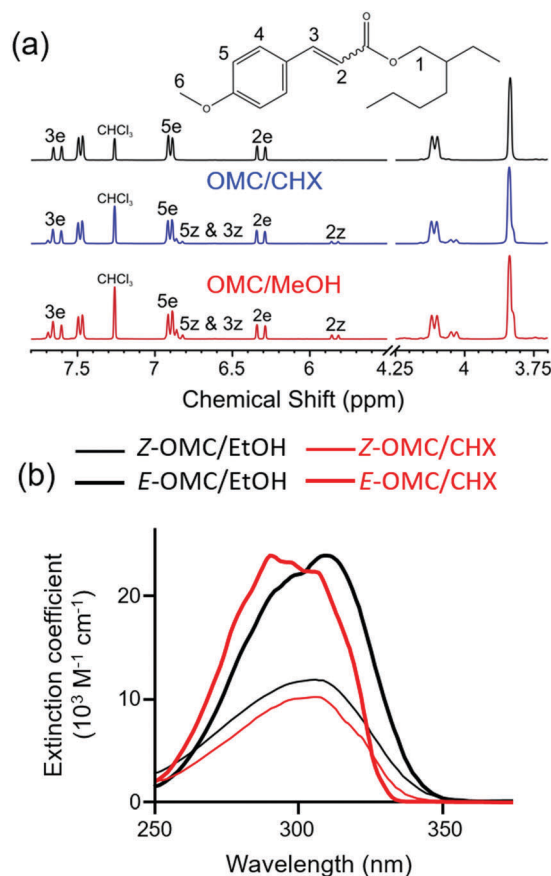 (a)
O
O
1
2
3
4
5
6
O
3e
CHCl₃
5e
2e
OMC/CHX
3e
CHCl₃
5e
5z & 3z
2e
2z
OMC/MeOH
3e
CHCl₃
5e
5z & 3z
2e
2z
7.5 7 6.5 6 4.25 4 3.75
Chemical Shift (ppm)
Z-OMC/EtOH Z-OMC/CHX
E-OMC/EtOH E-OMC/CHX
(b)
Extinction coefficient
(10³ M⁻¹ cm⁻¹)
20
10
0
250 300 350
Wavelength (nm)